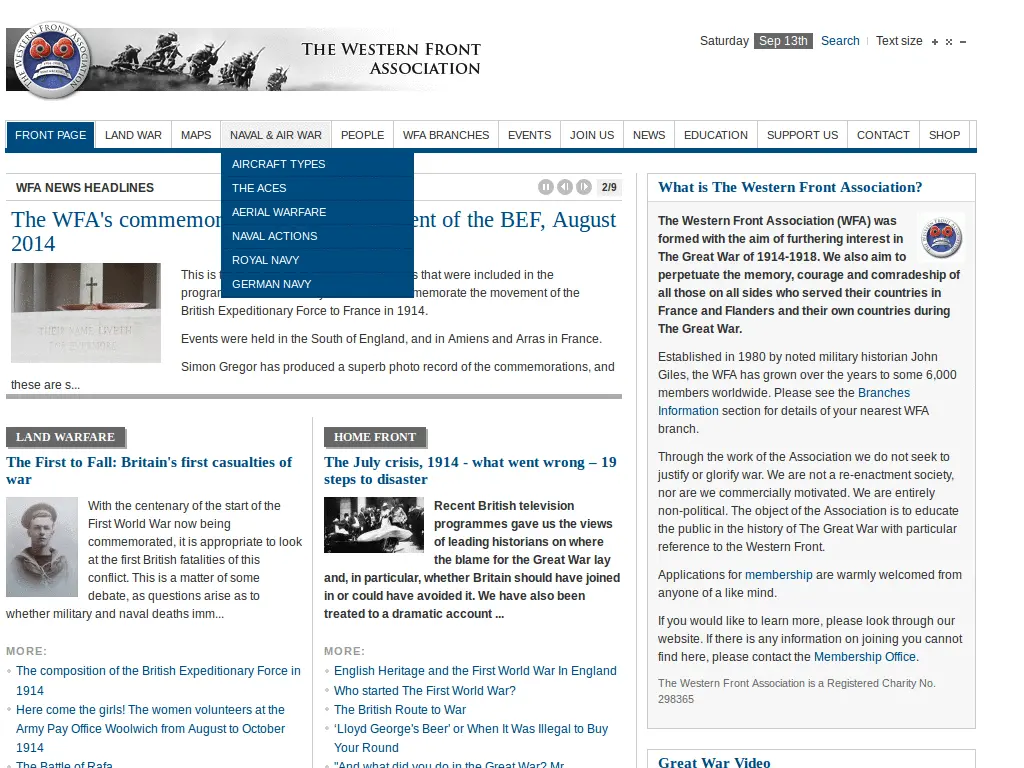 THE WESTERN FRONT ASSOCIATION
THE WESTERN FRONT
ASSOCIATION
Saturday Sep 13th Search Text size
FRONT PAGE LAND WAR MAPS NAVAL & AIR WAR PEOPLE WFA BRANCHES EVENTS JOIN US NEWS EDUCATION SUPPORT US CONTACT SHOP
AIRCRAFT TYPES
THE ACES
AERIAL WARFARE
NAVAL ACTIONS
ROYAL NAVY
GERMAN NAVY
WFA NEWS HEADLINES
2/9
The WFA's commemor ent of the BEF, August
2014
THEIR NAME LIVETH
FOR EVERMORE
This is s that were included in the
program memorate the movement of the
British Expeditionary Force to France in 1914.
Events were held in the South of England, and in Amiens and Arras in France.
Simon Gregor has produced a superb photo record of the commemorations, and
these are s...
LAND WARFARE
The First to Fall: Britain's first casualties of
war
With the centenary of the start of the
First World War now being
commemorated, it is appropriate to look
at the first British fatalities of this
conflict. This is a matter of some
debate, as questions arise as to
whether military and naval deaths imm...
MORE:
The composition of the British Expeditionary Force in
1914
Here come the girls! The women volunteers at the
Army Pay Office Woolwich from August to October
1914
The Battle of Rafa
HOME FRONT
The July crisis, 1914 - what went wrong – 19
steps to disaster
Recent British television
programmes gave us the views
of leading historians on where
the blame for the Great War lay
and, in particular, whether Britain should have joined
in or could have avoided it. We have also been
treated to a dramatic account ...
MORE:
English Heritage and the First World War In England
Who started The First World War?
The British Route to War
‘Lloyd George's Beer' or When It Was Illegal to Buy
Your Round
"And what did you do in the Great War? Mr
What is The Western Front Association?
The Western Front Association (WFA) was
formed with the aim of furthering interest in
The Great War of 1914-1918. We also aim to
perpetuate the memory, courage and comradeship of
all those on all sides who served their countries in
France and Flanders and their own countries during
The Great War.
Established in 1980 by noted military historian John
Giles, the WFA has grown over the years to some 6,000
members worldwide. Please see the Branches
Information section for details of your nearest WFA
branch.
Through the work of the Association we do not seek to
justify or glorify war. We are not a re-enactment society,
nor are we commercially motivated. We are entirely
non-political. The object of the Association is to educate
the public in the history of The Great War with particular
reference to the Western Front.
Applications for membership are warmly welcomed from
anyone of a like mind.
If you would like to learn more, please look through our
website. If there is any information on joining you cannot
find here, please contact the Membership Office.
The Western Front Association is a Registered Charity No.
298365
Great War Video